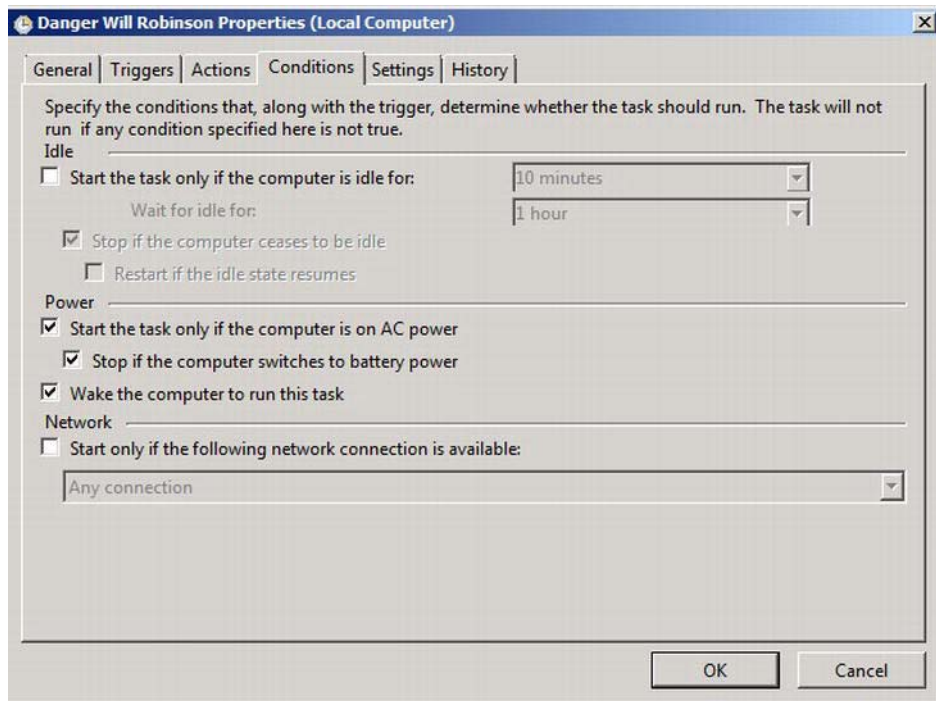 Danger Will Robinson Properties (Local Computer)
General Triggers Actions Conditions Settings History
Specify the conditions that, along with the trigger, determine whether the task should run. The task will not
run if any condition specified here is not true.
Idle
Start the task only if the computer is idle for: 10 minutes
Wait for idle for: 1 hour
Stop if the computer ceases to be idle
Restart if the idle state resumes
Power
Start the task only if the computer is on AC power
Stop if the computer switches to battery power
Wake the computer to run this task
Network
Start only if the following network connection is available:
Any connection
OK Cancel